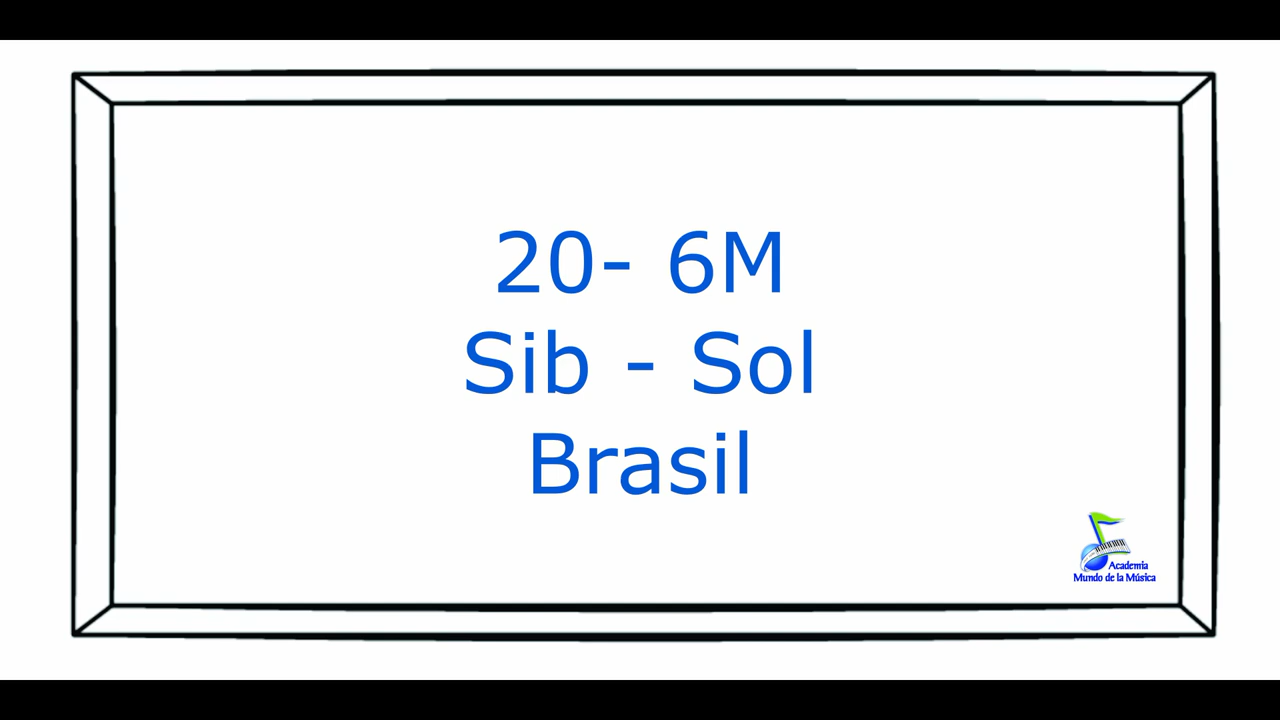 20- 6M
Sib - Sol
Brasil
Academia
Mundo de la Música